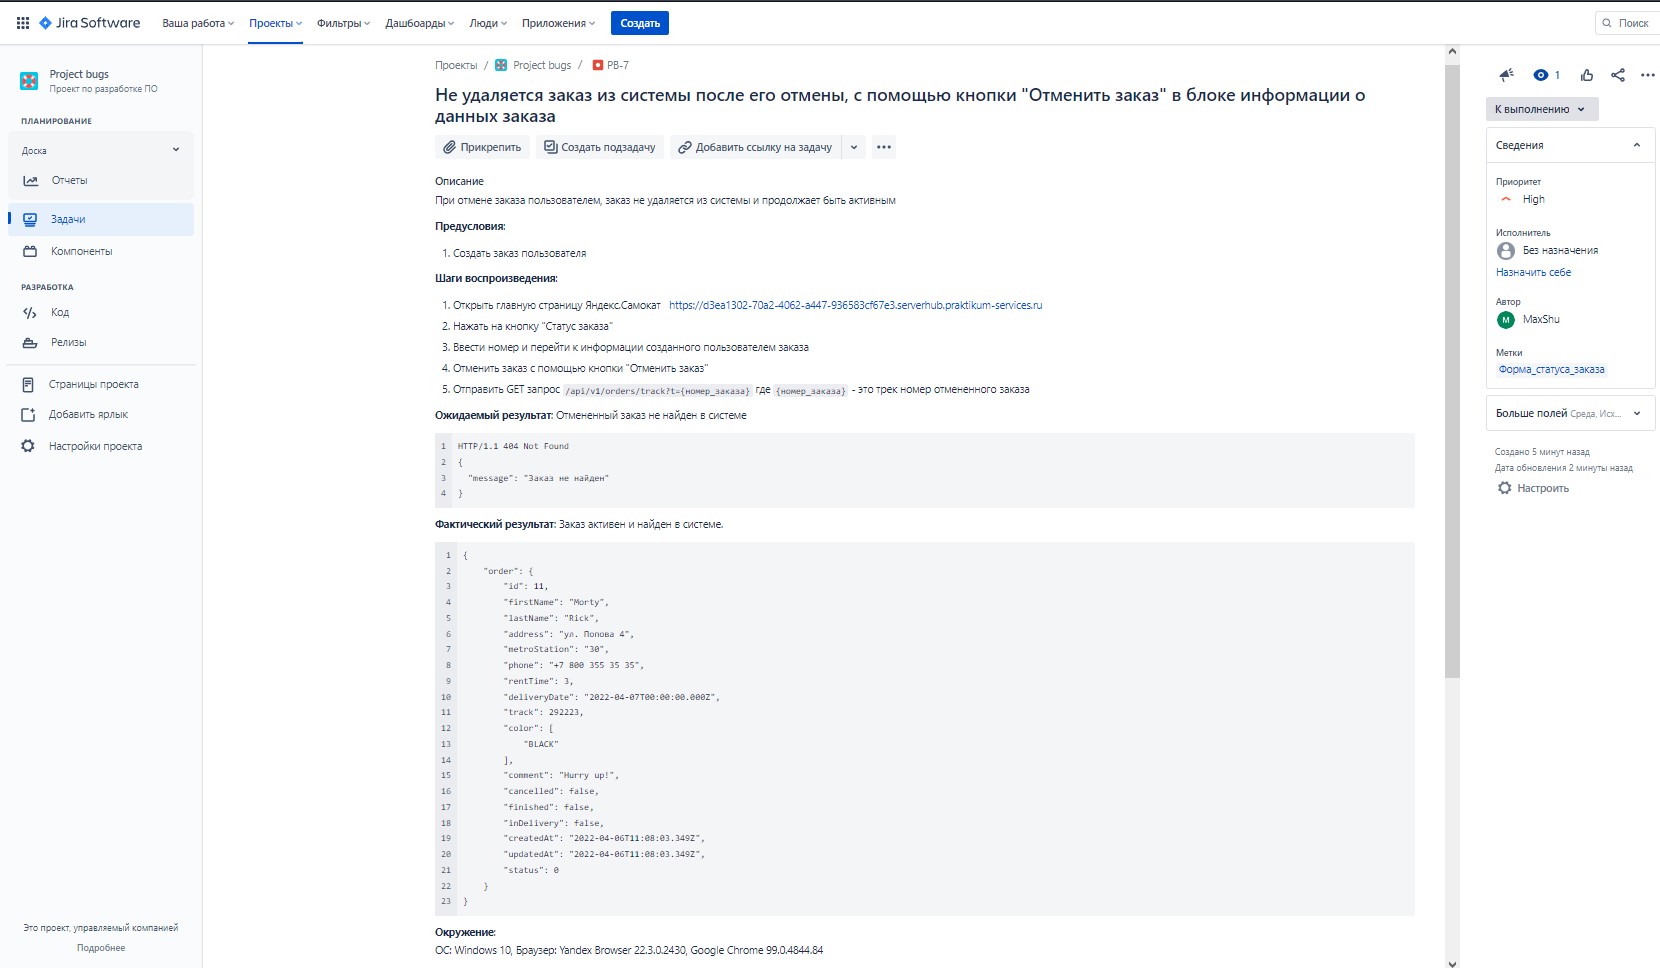 Jira Software
Ваша работа
Проекты
Фильтры
Дашбоарды
Люди
Приложения
Создать
Поиск
Project bugs
Проект по разработке ПО
ПЛАНИРОВАНИЕ
Доска
Отчеты
Задачи
Компоненты
РАЗРАБОТКА
Код
Релизы
Страницы проекта
Добавить ярлык
Настройки проекта
Это проект, управляемый компанией
Подробнее
Проекты / Project bugs / PB-7
Не удаляется заказ из системы после его отмены, с помощью кнопки "Отменить заказ" в блоке информации о
данных заказа
Прикрепить
Создать подзадачу
Добавить ссылку на задачу
Описание
При отмене заказа пользователем, заказ не удаляется из системы и продолжает быть активным
Предусловия:
1. Создать заказ пользователя
Шаги воспроизведения:
1. Открыть главную страницу Яндекс.Самокат https://d3ea1302-70a2-4062-a447-936583cf67e3.serverhub.praktikum-services.ru
2. Нажать на кнопку "Статус заказа"
3. Ввести номер и перейти к информации созданного пользователем заказа
4. Отменить заказ с помощью кнопки "Отменить заказ"
5. Отправить GET запрос /api/v1/orders/track?t={номер_заказа} где {номер_заказа} - это трек номер отмененного заказа
Ожидаемый результат: Отмененный заказ не найден в системе
1 HTTP/1.1 404 Not Found
2 {
3 "message": "Заказ не найден"
4 }
Фактический результат: Заказ активен и найден в системе.
1 {
2 "order": {
3 "id": 11,
4 "firstName": "Morty",
5 "lastName": "Rick",
6 "address": "ул. Попова 4",
7 "metroStation": "30",
8 "phone": "+7 800 355 35 35",
9 "rentTime": 3,
10 "deliveryDate": "2022-04-07T00:00:00.000Z",
11 "track": 292223,
12 "color": [
13 "BLACK"
14 ],
15 "comment": "Hurry up!",
16 "cancelled": false,
17 "finished": false,
18 "inDelivery": false,
19 "createdAt": "2022-04-06T11:08:03.349Z",
20 "updatedAt": "2022-04-06T11:08:03.349Z",
21 "status": 0
22 }
23 }
Окружение:
ОС: Windows 10, Браузер: Yandex Browser 22.3.0.2430, Google Chrome 99.0.4844.84
1
К выполнению
Сведения
Приоритет
High
Исполнитель
Без назначения
Назначить себе
Автор
M MaxShu
Метки
Форма_статуса_заказа
Больше полей Среда, Исх...
Создано 5 минут назад
Дата обновления 2 минуты назад
Настроить